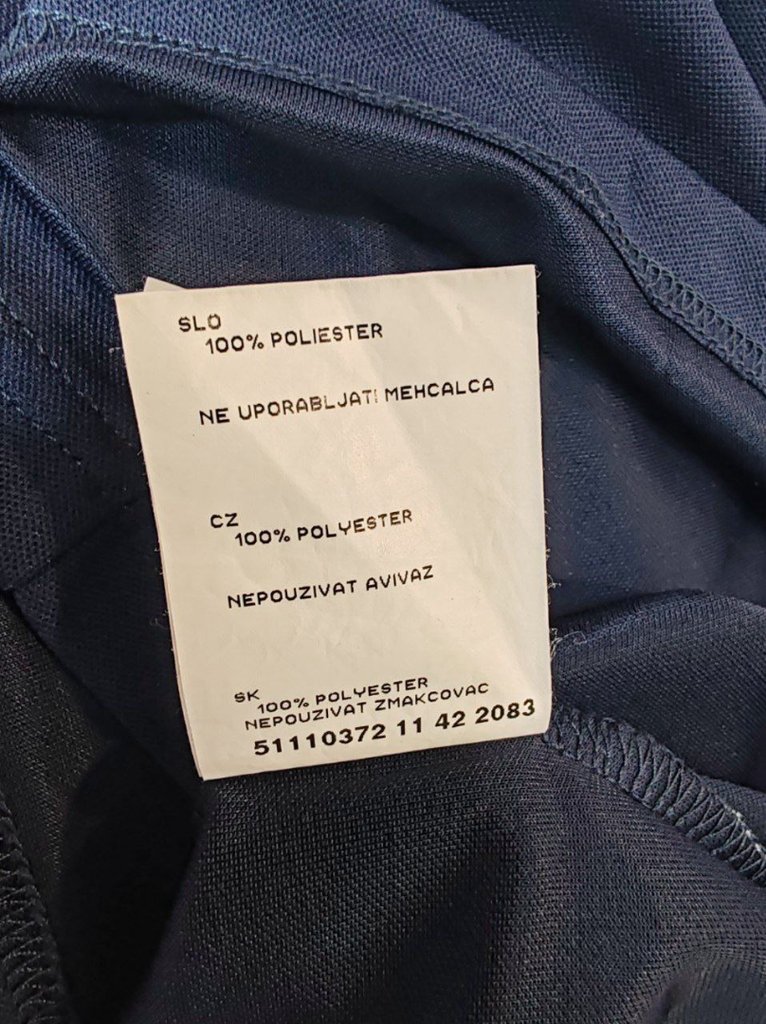 SLO
100% POLIESTER
NE UPORABLJATI MEHCALCA
CZ
100% POLYESTER
NEPOUZIVAT AVIVAZ
SK
100% POLYESTER
NEPOUZIVAT ZMAKCOVAC
51110372 11 42 2083